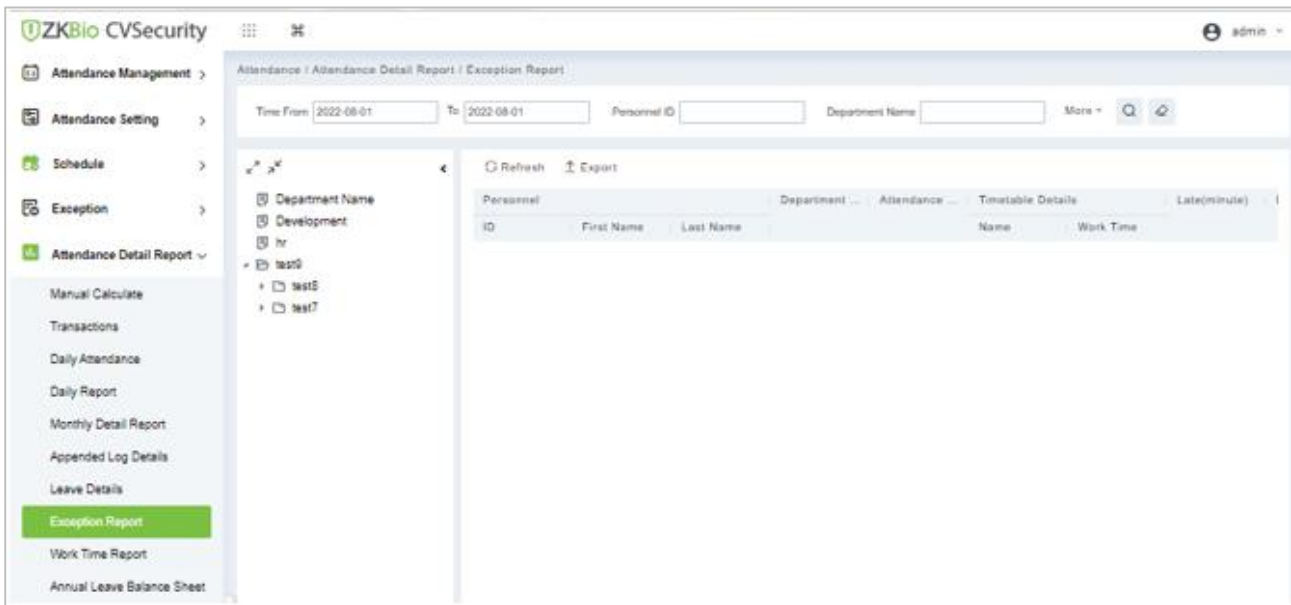 ZKBio CVSecurity
admin
Attendance Management
Attendance / Attendance Detail Report / Exception Report
Attendance Setting
Time From 2022-08-01 To 2022-08-01 Personnel ID Department Name More
Schedule
Refresh Export
Exception
Department Name
Development
hr
test9
test8
test7
Personnel Department ... Attendance ... Timetable Details Late(minute)
ID First Name Last Name Name Work Time
Attendance Detail Report
Manual Calculate
Transactions
Daily Attendance
Daily Report
Monthly Detail Report
Appended Log Details
Leave Details
Exception Report
Work Time Report
Annual Leave Balance Sheet